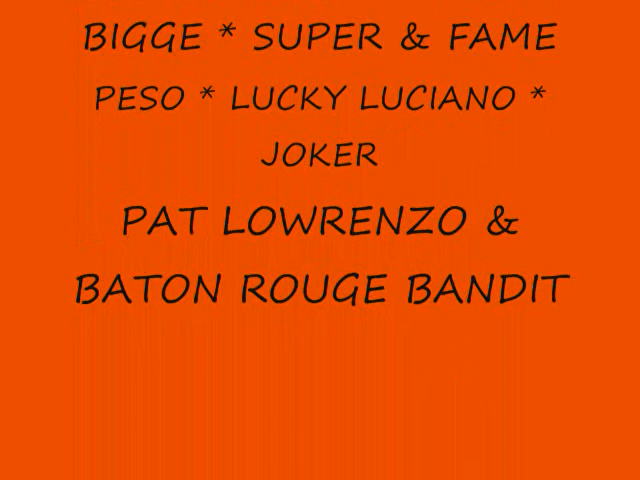 BIGGE * SUPER & FAME
PESO * LUCKY LUCIANO *
JOKER
PAT LOWRENZO &
BATON ROUGE BANDIT